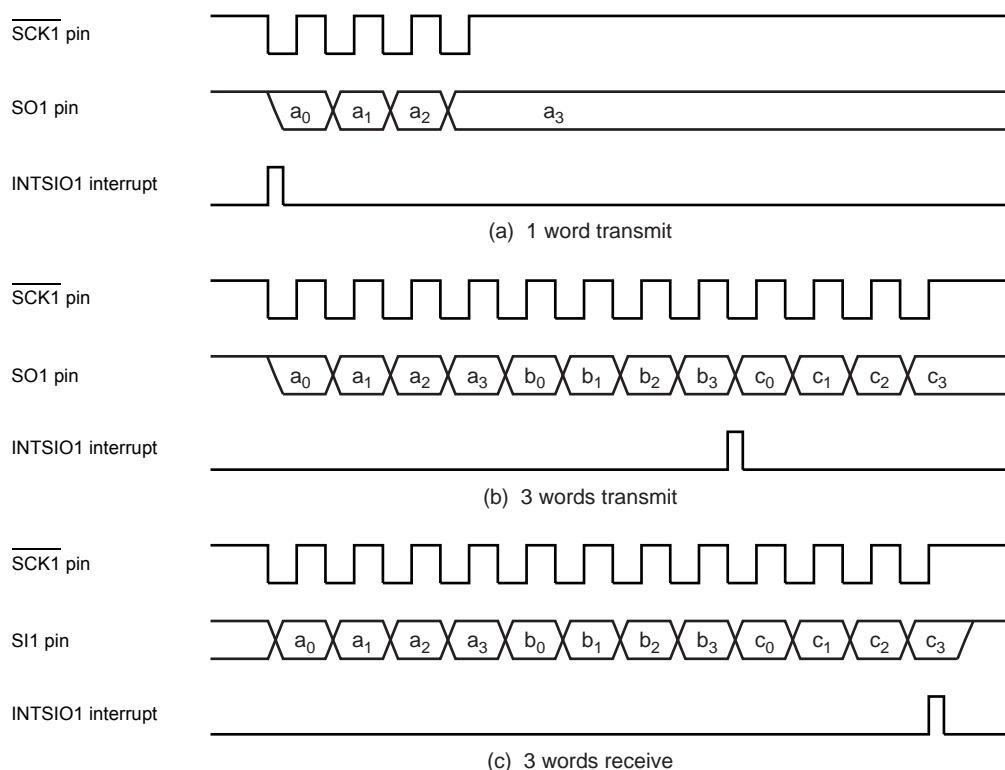 SCK1 pin
SO1 pin
a0 a1 a2 a3
INTSIO1 interrupt
(a) 1 word transmit
SCK1 pin
SO1 pin
a0 a1 a2 a3 b0 b1 b2 b3 c0 c1 c2 c3
INTSIO1 interrupt
(b) 3 words transmit
SCK1 pin
SI1 pin
a0 a1 a2 a3 b0 b1 b2 b3 c0 c1 c2 c3
INTSIO1 interrupt
(c) 3 words receive